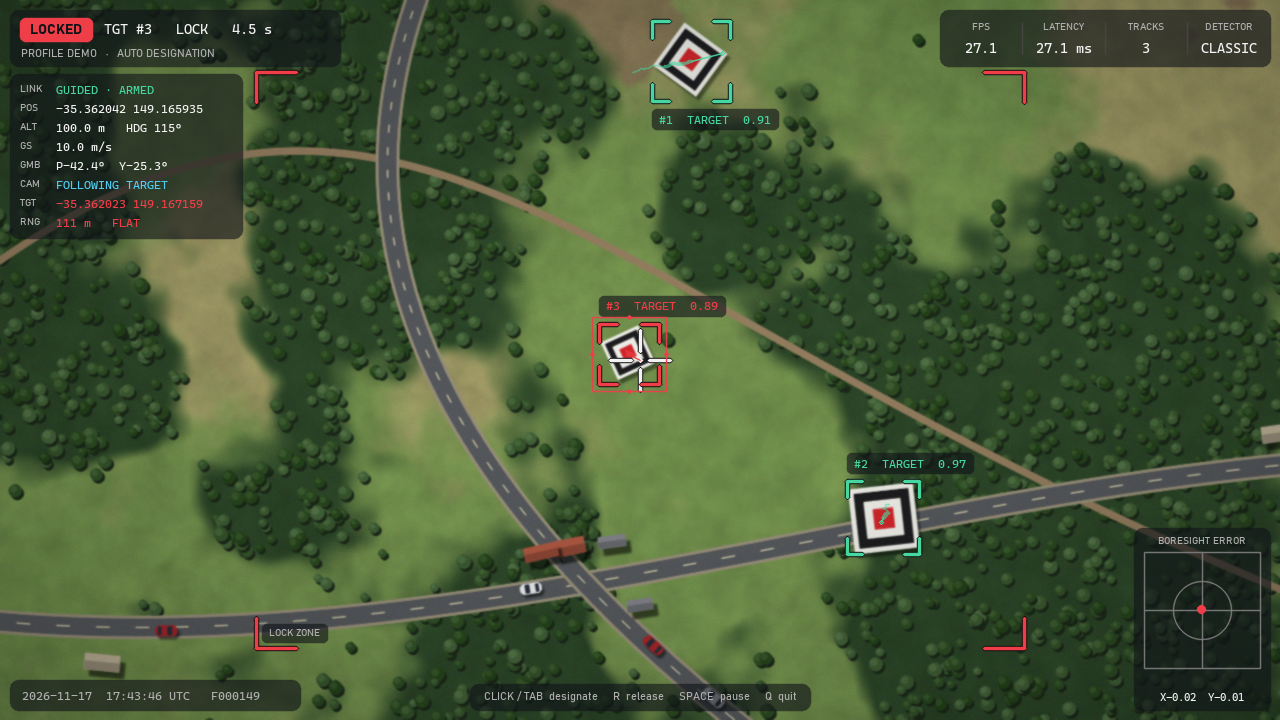 LOCKED TGT #3 LOCK 4.5 s
PROFILE DEMO · AUTO DESIGNATION
LINK GUIDED · ARMED
POS −35.362042 149.165935
ALT 100.0 m HDG 115°
GS 10.0 m/s
GMB P−42.4° Y−25.3°
CAM FOLLOWING TARGET
TGT −35.362023 149.167159
RNG 111 m FLAT
FPS LATENCY TRACKS DETECTOR
27.1 27.1 ms 3 CLASSIC
#1 TARGET 0.91
#3 TARGET 0.89
#2 TARGET 0.97
BORESIGHT ERROR
X−0.02 Y−0.01
LOCK ZONE
2026−11−17 17:43:46 UTC F000149
CLICK/TAB designate R release SPACE pause Q quit